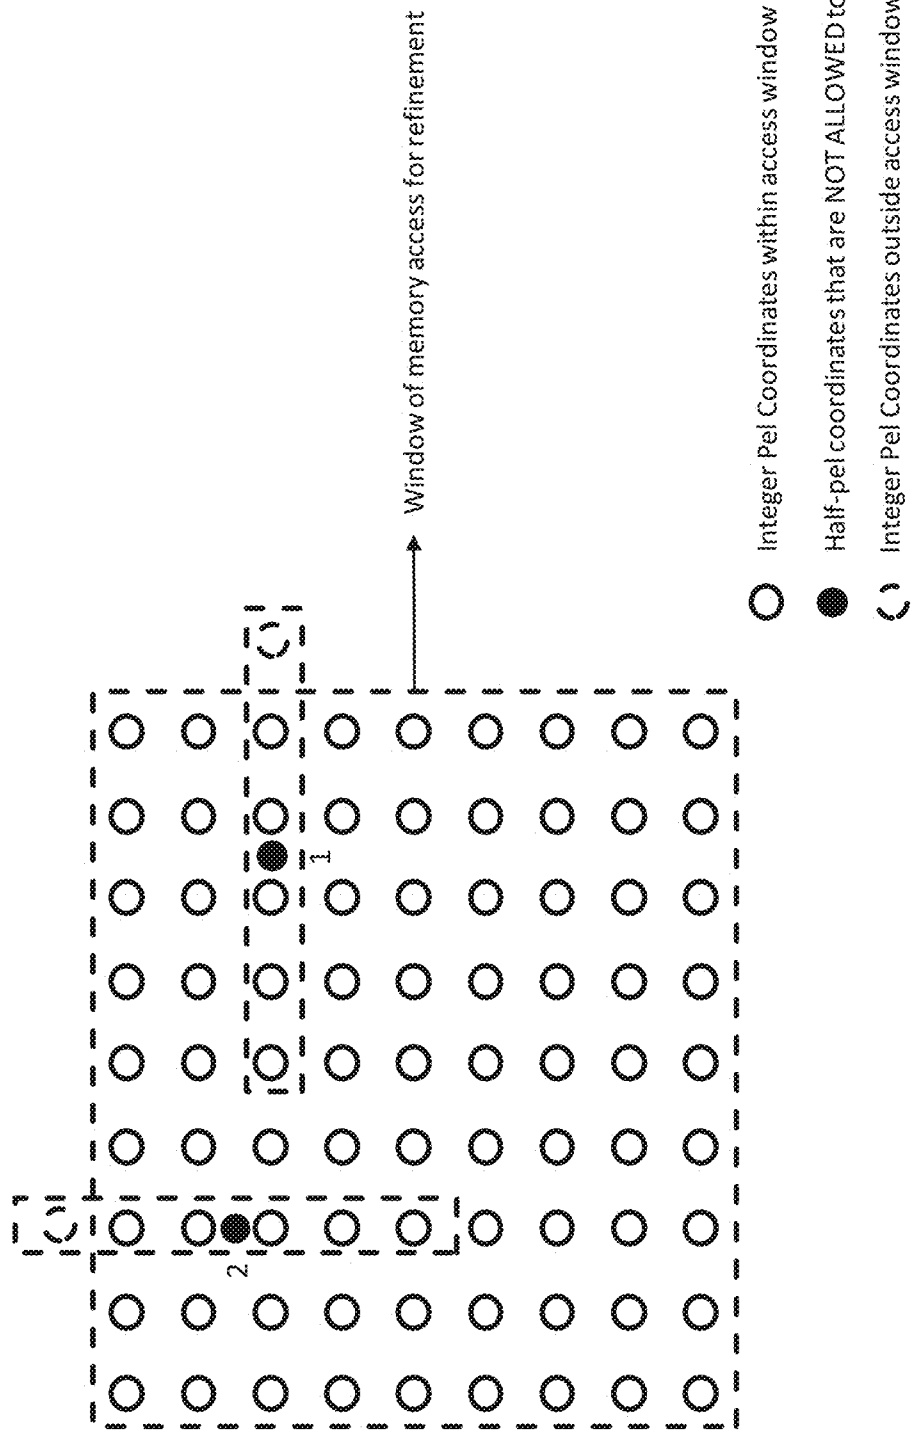 Window of memory access for refinement
1
2
Integer Pel Coordinates within access window
Half-pel coordinates that are NOT ALLOWED to
Integer Pel Coordinates outside access window